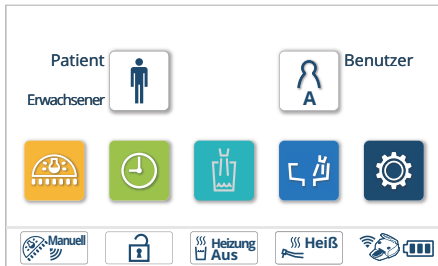 Patient
Benutzer
Erwachsener
A
Manuell
Heizung
Aus
Heiß